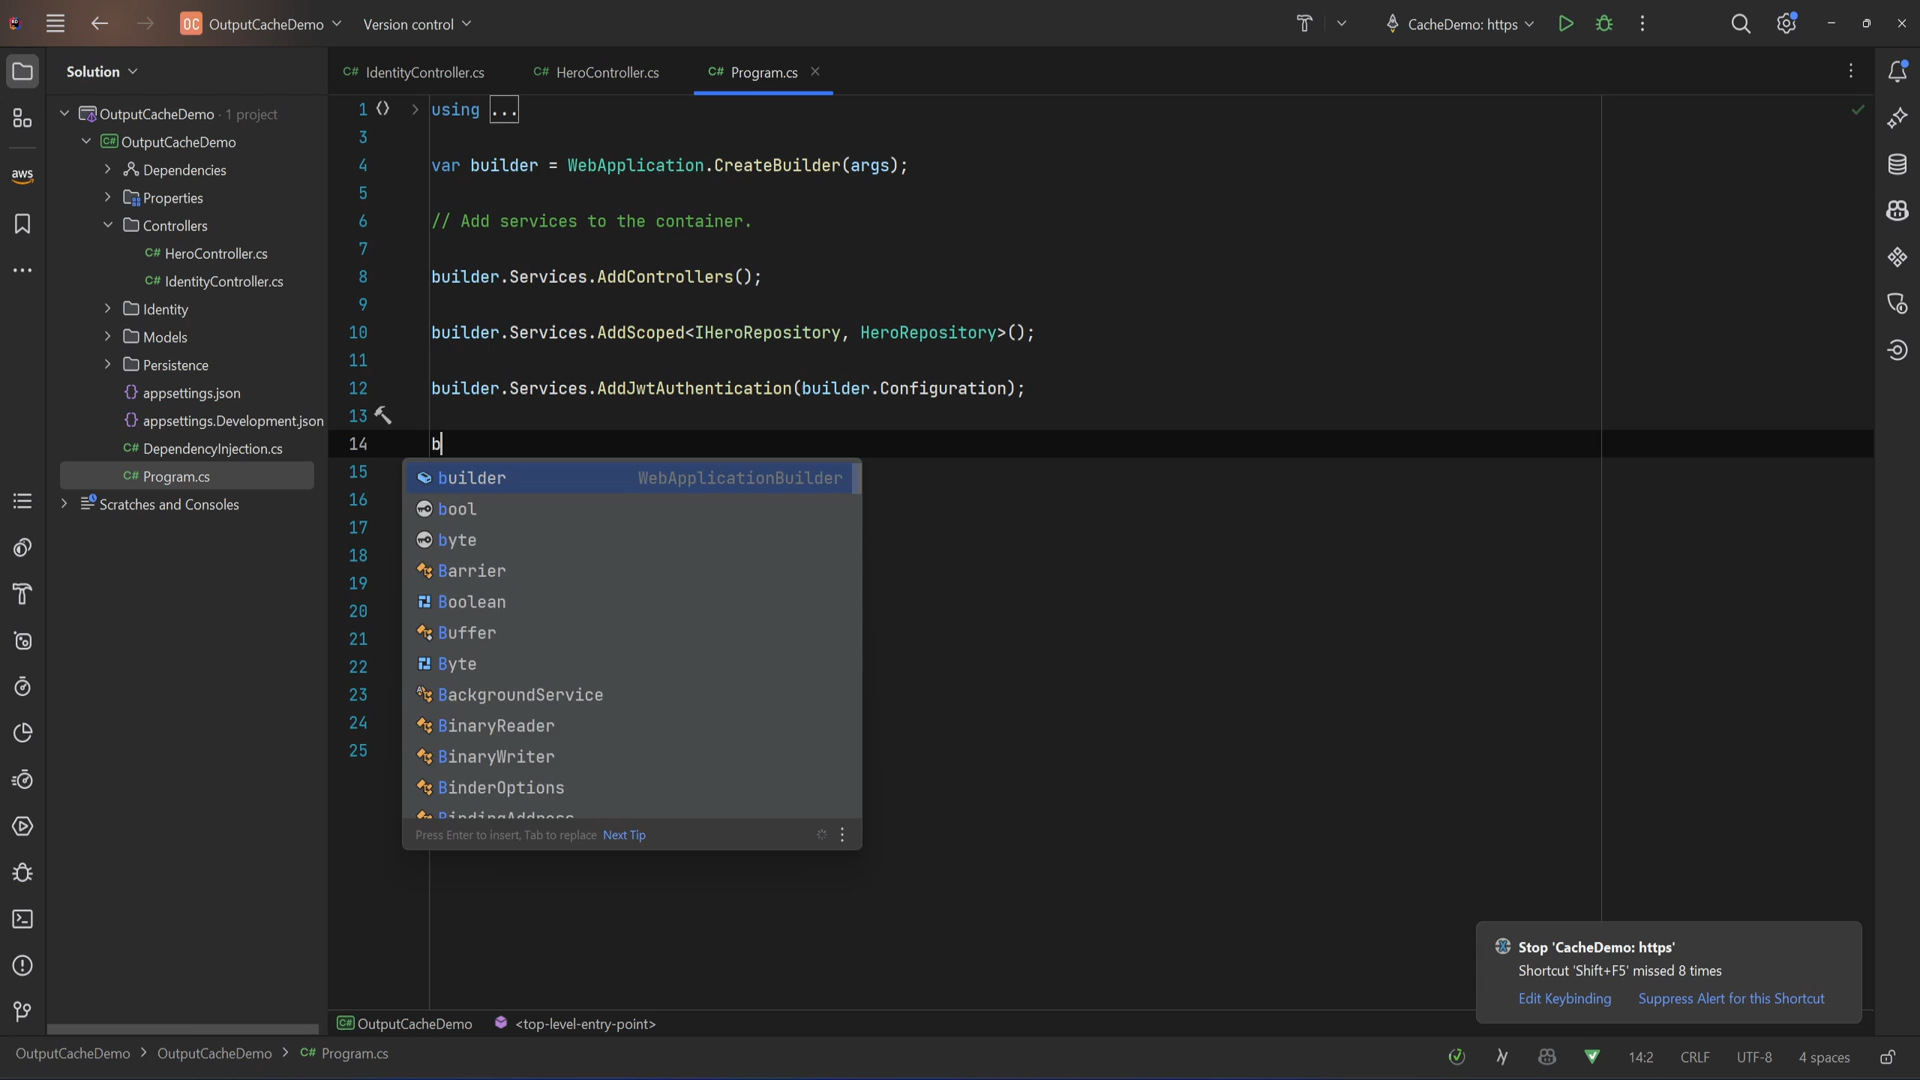 OC OutputCacheDemo Version control CacheDemo: https
Solution
C# IdentityController.cs C# HeroController.cs C# Program.cs
OutputCacheDemo · 1 project
C# OutputCacheDemo
Dependencies
Properties
Controllers
C# HeroController.cs
C# IdentityController.cs
Identity
Models
Persistence
{} appsettings.json
{} appsettings.Development.json
C# DependencyInjection.cs
C# Program.cs
Scratches and Consoles
aws
1 using ...
3
4 var builder = WebApplication.CreateBuilder(args);
5
6 // Add services to the container.
7
8 builder.Services.AddControllers();
9
10 builder.Services.AddScoped<IHeroRepository, HeroRepository>();
11
12 builder.Services.AddJwtAuthentication(builder.Configuration);
13
14 b
15
16
17
18
19
20
21
22
23
24
25
builder WebApplicationBuilder
bool
byte
Barrier
Boolean
Buffer
Byte
BackgroundService
BinaryReader
BinaryWriter
BinderOptions
BindingAddress
Press Enter to insert, Tab to replace Next Tip
Stop 'CacheDemo: https'
Shortcut 'Shift+F5' missed 8 times
Edit Keybinding Suppress Alert for this Shortcut
C# OutputCacheDemo <top-level-entry-point>
OutputCacheDemo > OutputCacheDemo > C# Program.cs 14:2 CRLF UTF-8 4 spaces